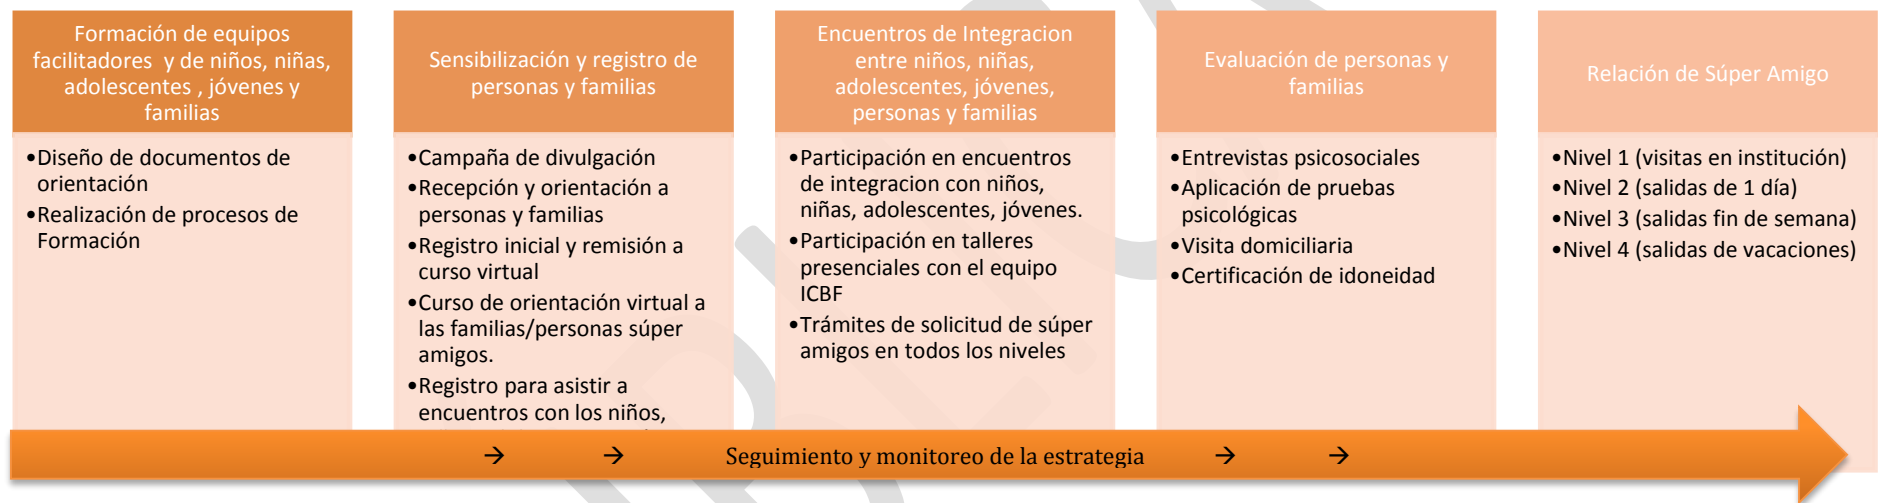 Formación de equipos
facilitadores y de niños, niñas,
adolescentes , jóvenes y
familias
•Diseño de documentos de
orientación
•Realización de procesos de
Formación
Sensibilización y registro de
personas y familias
•Campaña de divulgación
•Recepción y orientación a
personas y familias
•Registro inicial y remisión a
curso virtual
•Curso de orientación virtual a
las familias/personas súper
amigos.
•Registro para asistir a
encuentros con los niños,
Encuentros de Integracion
entre niños, niñas,
adolescentes, jóvenes,
personas y familias
•Participación en encuentros
de integracion con niños,
niñas, adolescentes, jóvenes.
•Participación en talleres
presenciales con el equipo
ICBF
•Trámites de solicitud de súper
amigos en todos los niveles
Evaluación de personas y
familias
•Entrevistas psicosociales
•Aplicación de pruebas
psicológicas
•Visita domiciliaria
•Certificación de idoneidad
Relación de Súper Amigo
•Nivel 1 (visitas en institución)
•Nivel 2 (salidas de 1 día)
•Nivel 3 (salidas fin de semana)
•Nivel 4 (salidas de vacaciones)
→ → Seguimiento y monitoreo de la estrategia → →